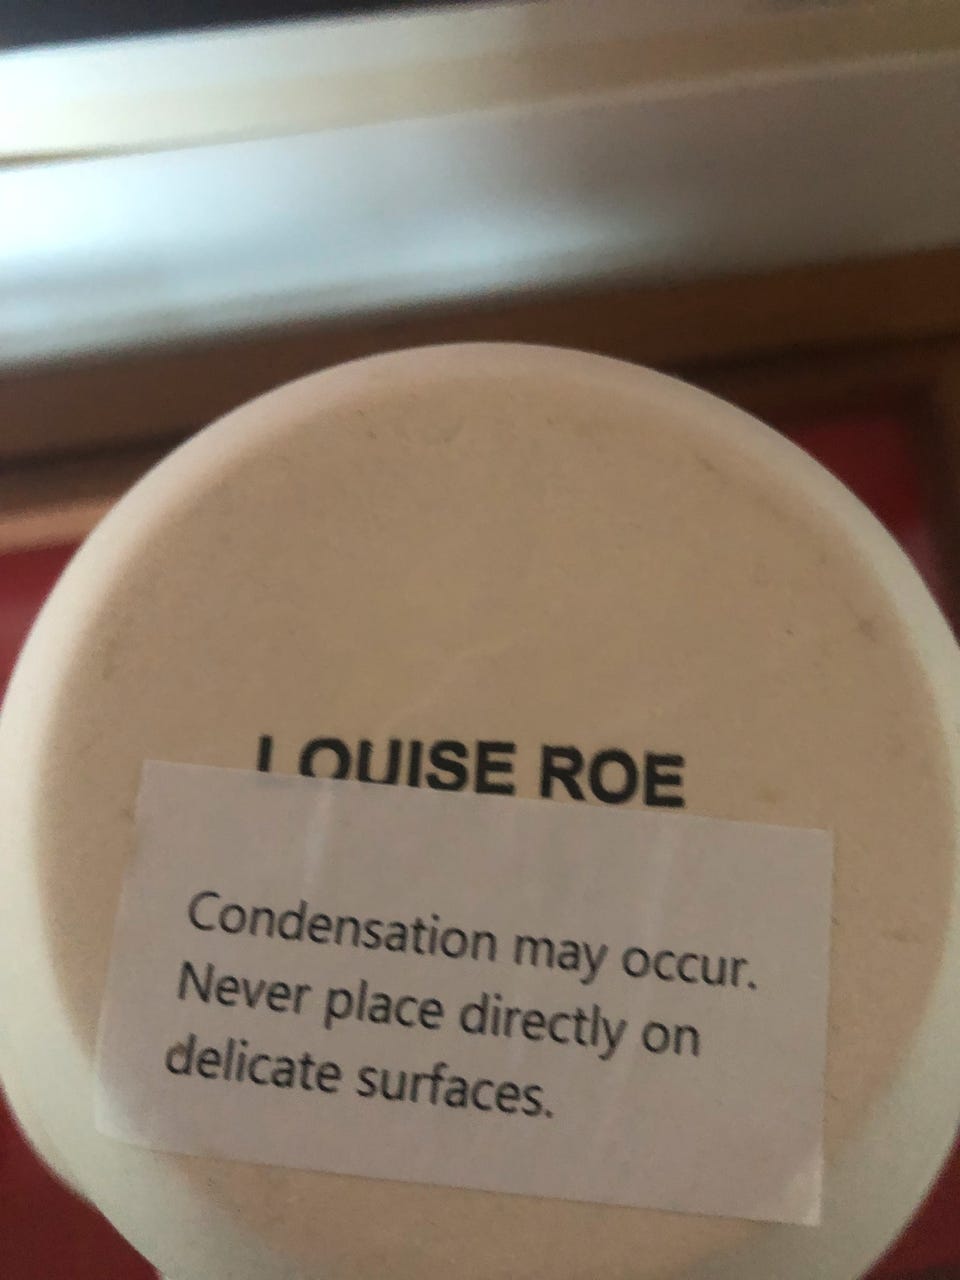 LOUISE ROE
Condensation may occur.
Never place directly on
delicate surfaces.